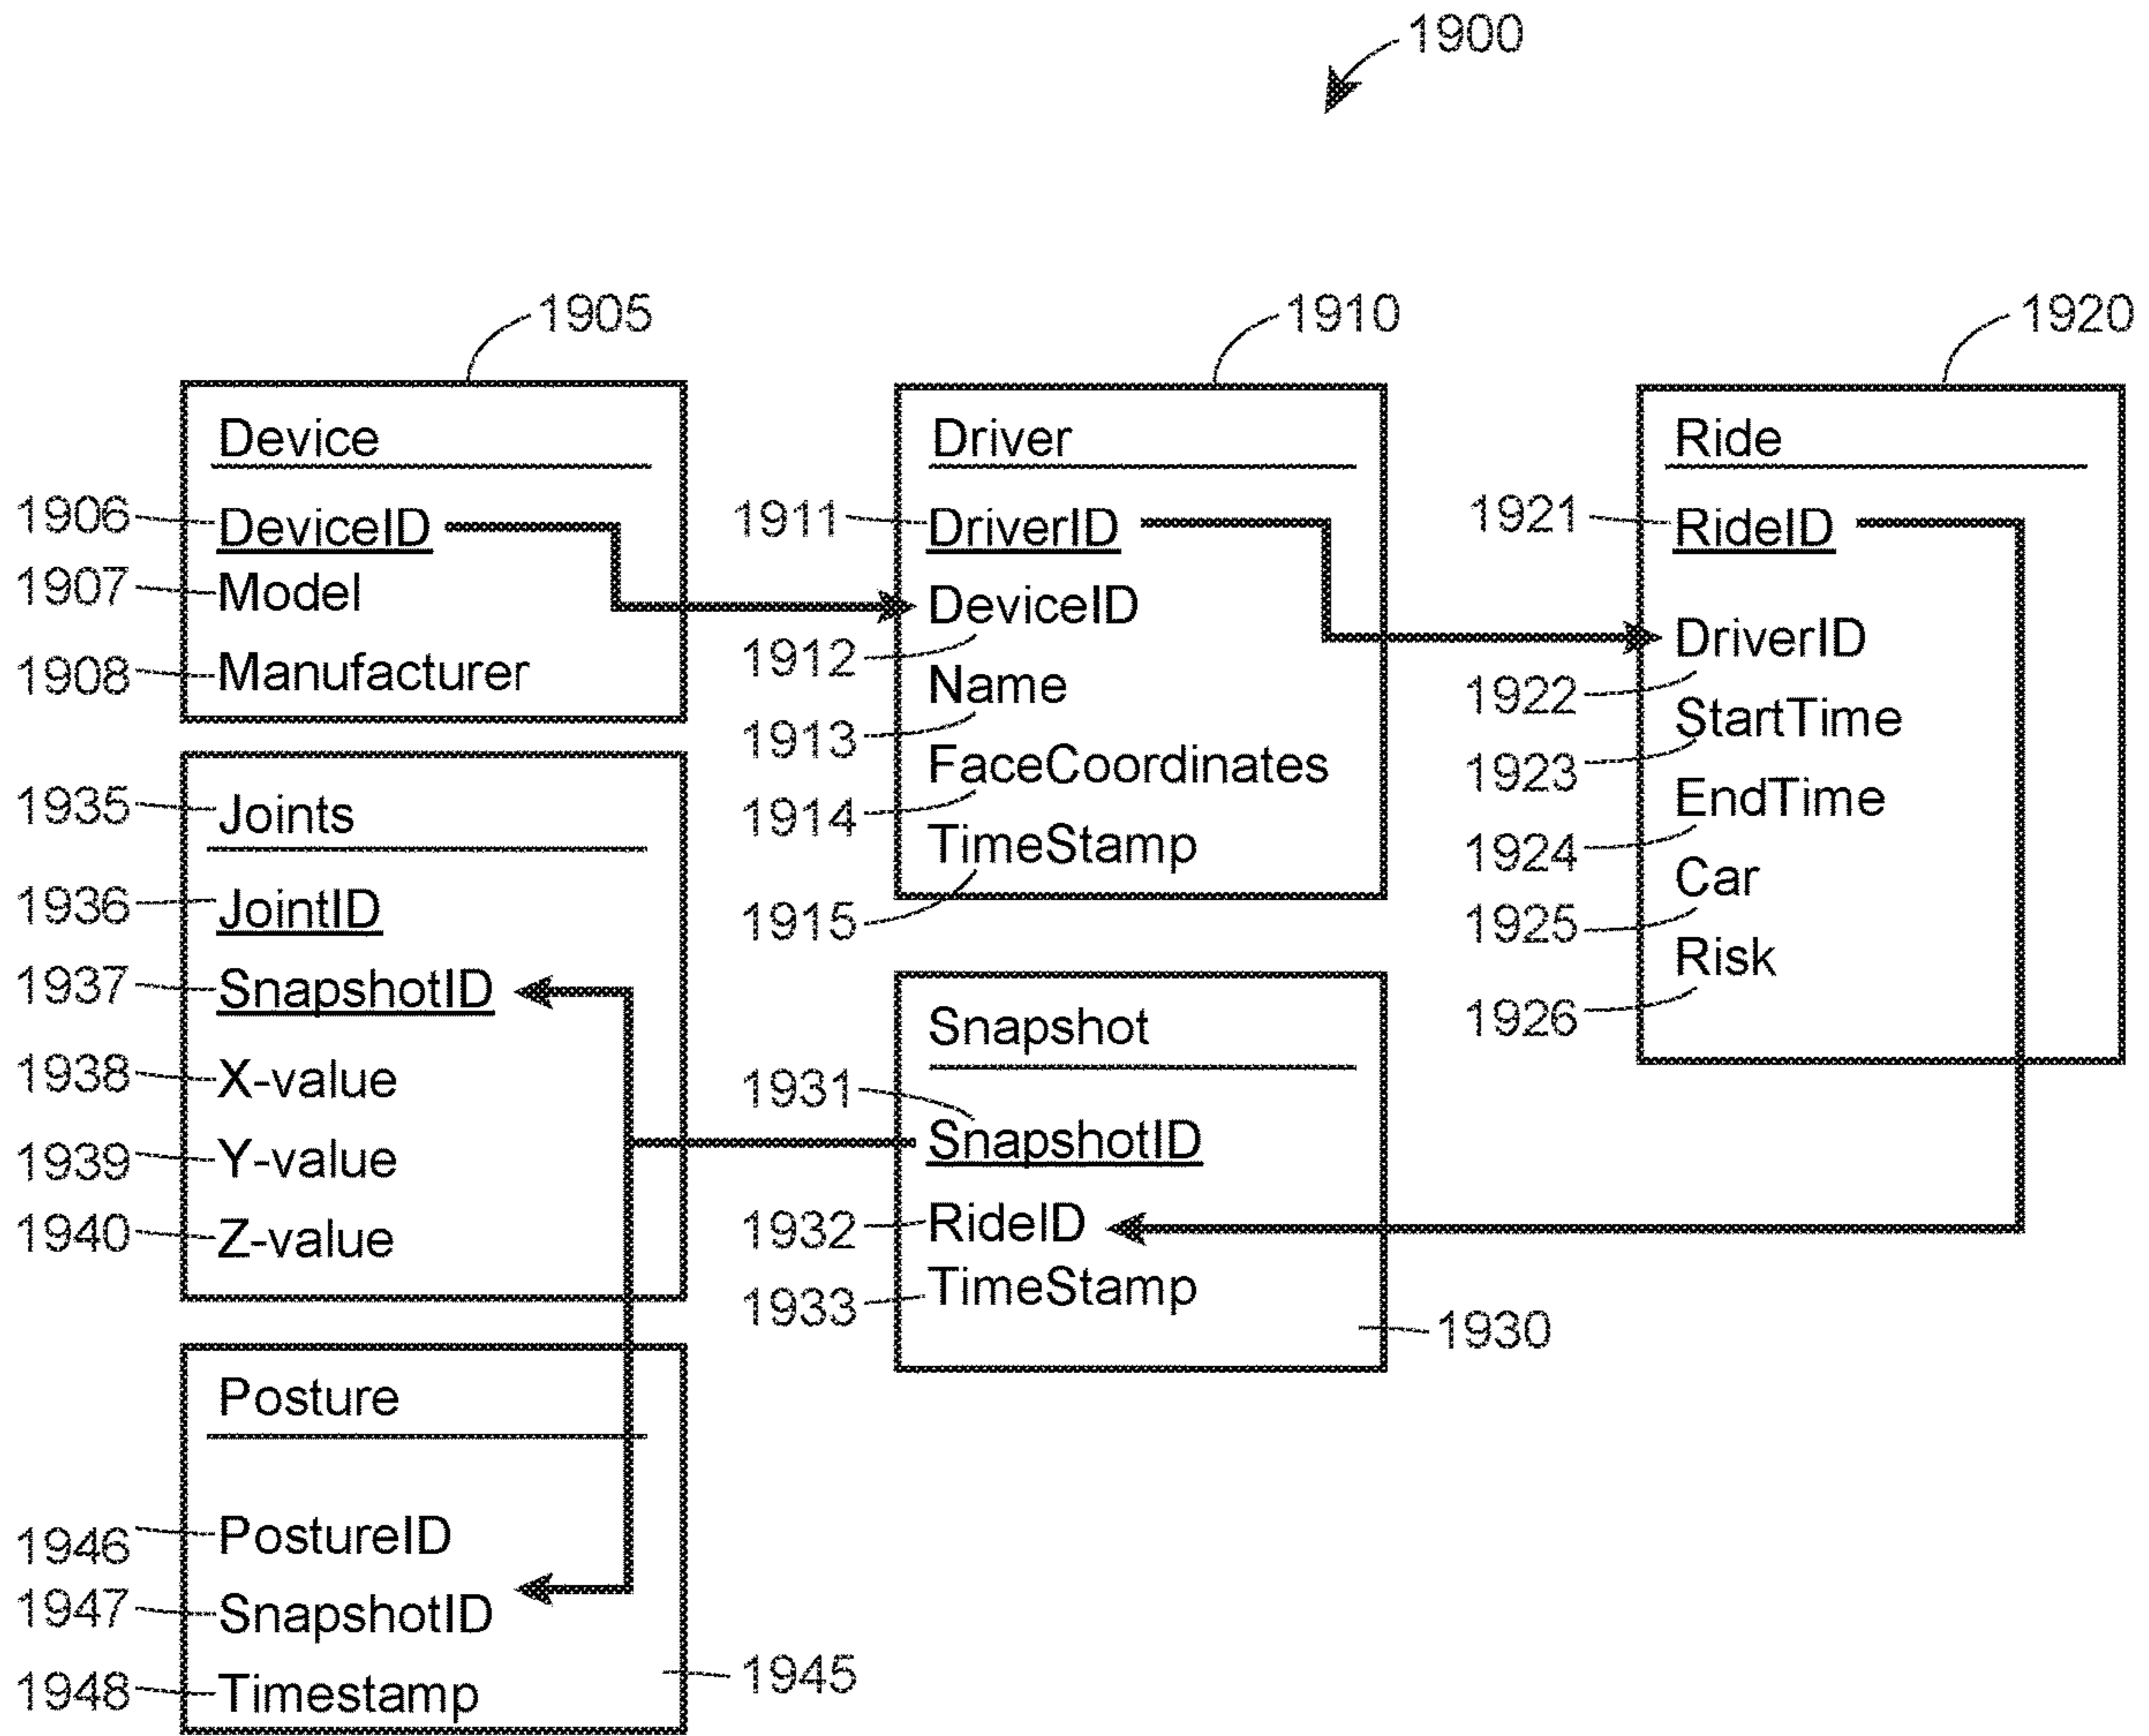 1900
1905
Device
1906 DeviceID
1907 Model
1908 Manufacturer
1910
Driver
1911 DriverID
DeviceID
1912
Name
1913
FaceCoordinates
1914
TimeStamp
1915
1920
Ride
1921 RideID
DriverID
1922
StartTime
1923
EndTime
1924
Car
1925
Risk
1926
1935 Joints
1936 JointID
1937 SnapshotID
1938 X-value
1939 Y-value
1940 Z-value
Snapshot
1931
SnapshotID
1932 RideID
1933 TimeStamp
1930
Posture
1946 PostureID
1947 SnapshotID
1948 Timestamp
1945